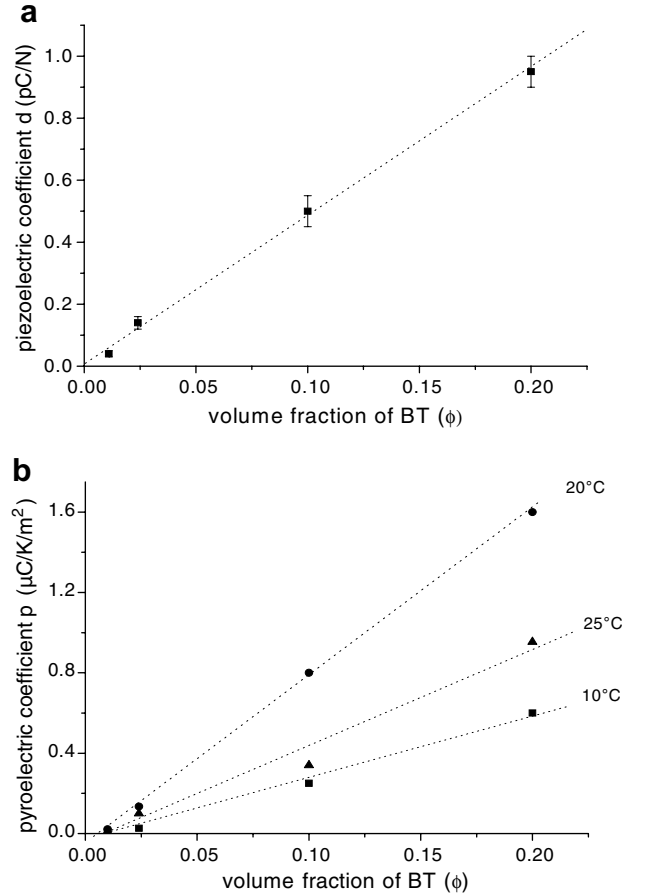 a
piezoelectric coefficient d (pC/N)
1.0
0.8
0.6
0.4
0.2
0.0
0.00 0.05 0.10 0.15 0.20
volume fraction of BT (ϕ)
b
pyroelectric coefficient p (μC/K/m²)
1.6
1.2
0.8
0.4
0.0
20°C
25°C
10°C
0.00 0.05 0.10 0.15 0.20
volume fraction of BT (ϕ)